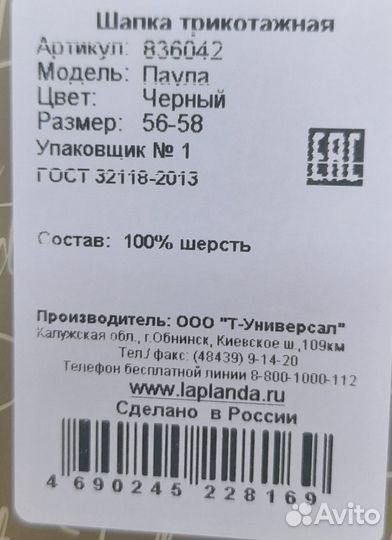 Шапка трикотажная
Артикул: 836042
Модель: Паула
Цвет: Черный
Размер: 56-58
Упаковщик № 1
ГОСТ 32118-2013
ЕАС
Состав: 100% шерсть
Производитель: ООО "Т-Универсал"
Калужская обл., г.Обнинск, Киевское ш.,109км
Тел./ факс: (48439) 9-14-20
Телефон бесплатной линии 8-800-1000-112
www.laplanda.ru
Сделано в России
4 690245 228169
Avito